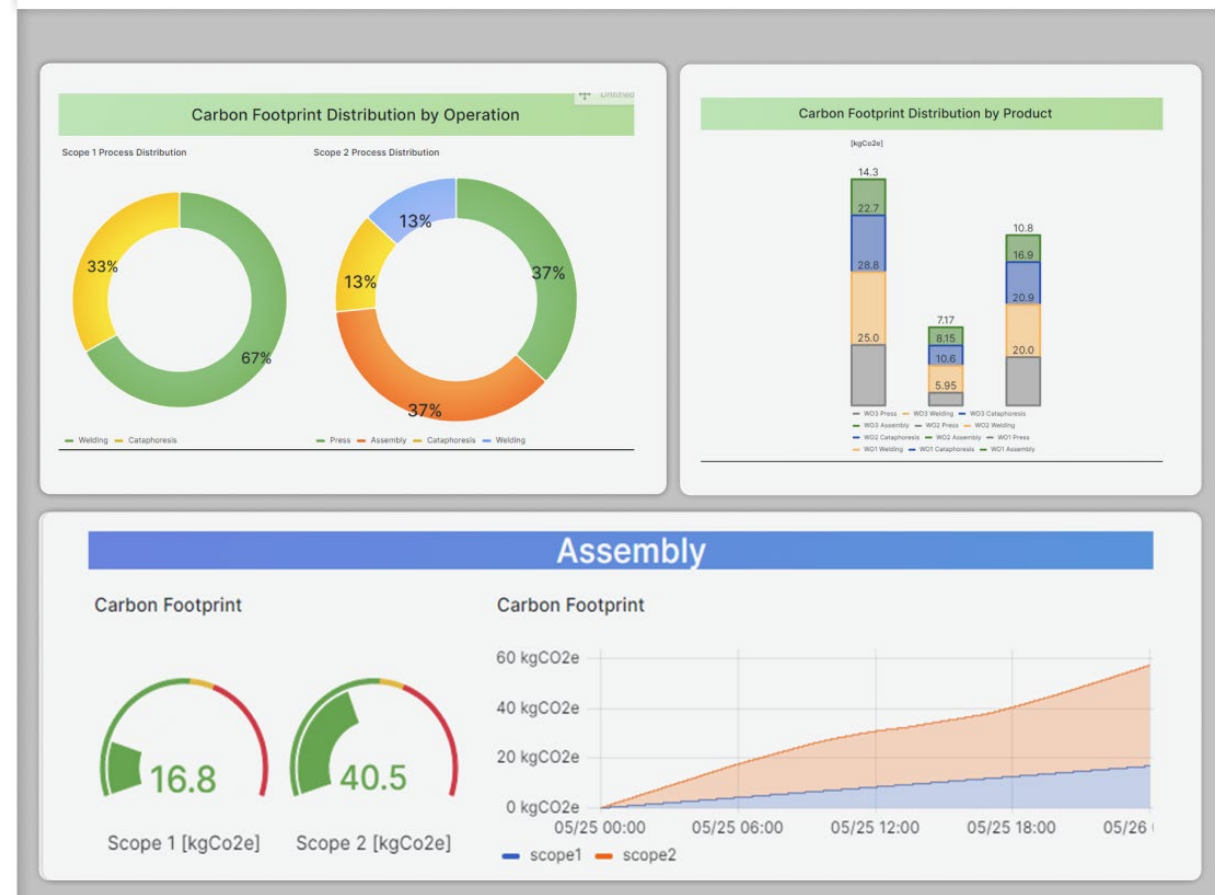 Carbon Footprint Distribution by Operation
Scope 1 Process Distribution
Scope 2 Process Distribution
33%
67%
13%
13%
37%
37%
Welding Cataphoresis
Press Assembly Cataphoresis Welding
Carbon Footprint Distribution by Product
[kgCo2e]
14.3
22.7
28.8
25.0
7.17
8.15
10.6
5.95
10.8
16.9
20.9
20.0
WO3 Press WO3 Welding WO3 Cataphoresis
WO3 Assembly WO2 Press WO2 Welding
WO2 Cataphoresis WO2 Assembly WO1 Press
WO1 Welding WO1 Cataphoresis WO1 Assembly
Assembly
Carbon Footprint
16.8
40.5
Scope 1 [kgCo2e]
Scope 2 [kgCo2e]
Carbon Footprint
60 kgCO2e
40 kgCO2e
20 kgCO2e
0 kgCO2e
05/25 00:00 05/25 06:00 05/25 12:00 05/25 18:00 05/26
scope1 scope2